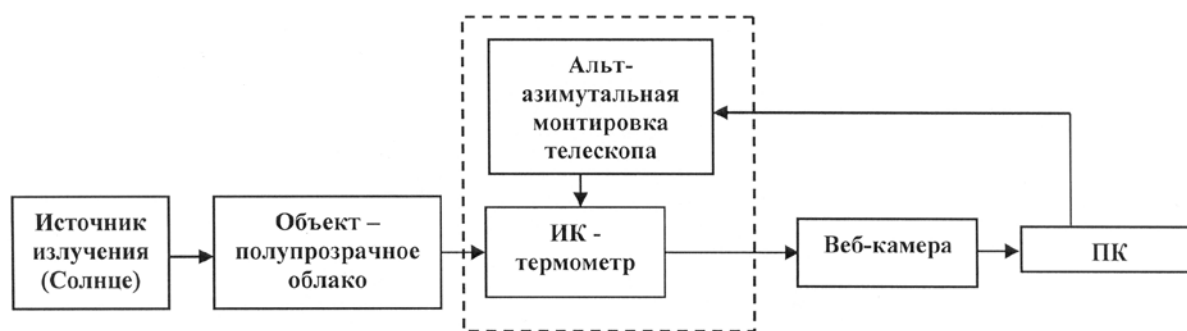 Альт-
азимутальная
монтировка
телескопа
Источник
излучения
(Солнце)
Объект –
полупрозрачное
облако
ИК -
термометр
Веб-камера
ПК